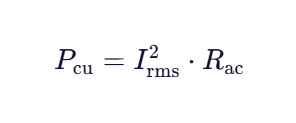 P_cu = I_rms^2 · R_ac